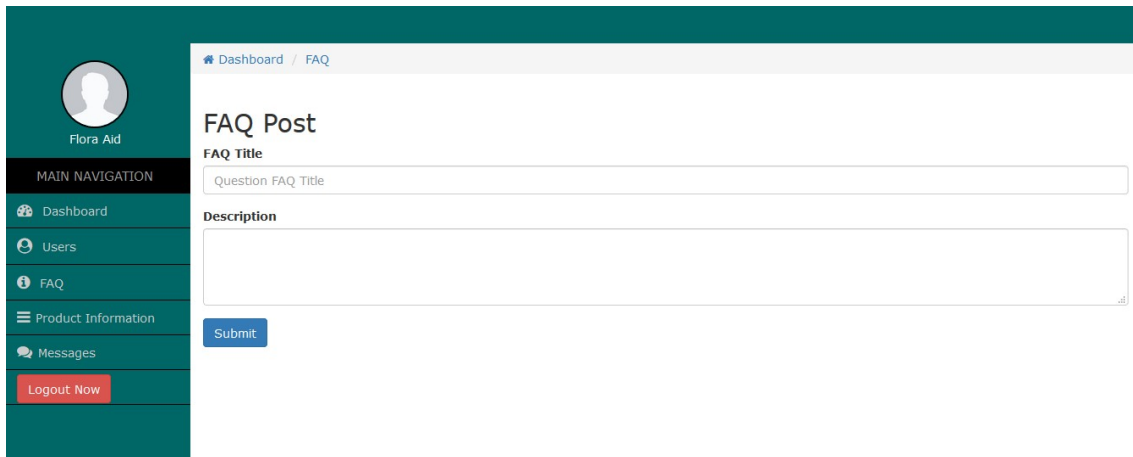 Dashboard / FAQ
Flora Aid
MAIN NAVIGATION
Dashboard
Users
FAQ
Product Information
Messages
Logout Now
FAQ Post
FAQ Title
Question FAQ Title
Description
Submit